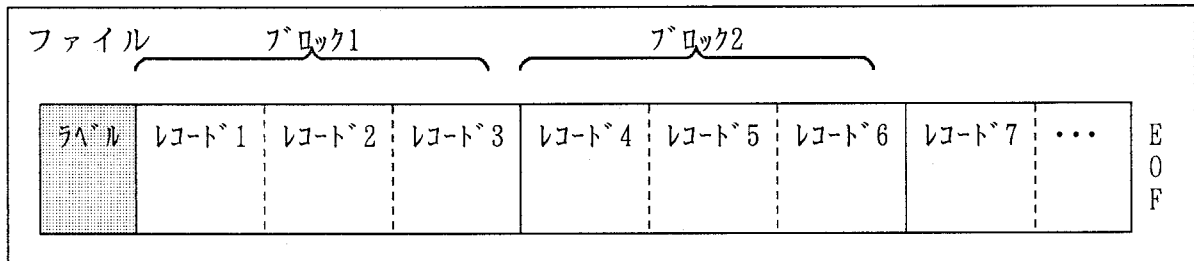 ファイル
ブロック1
ブロック2
ラベル
レコード1
レコード2
レコード3
レコード4
レコード5
レコード6
レコード7
・・・
EOF